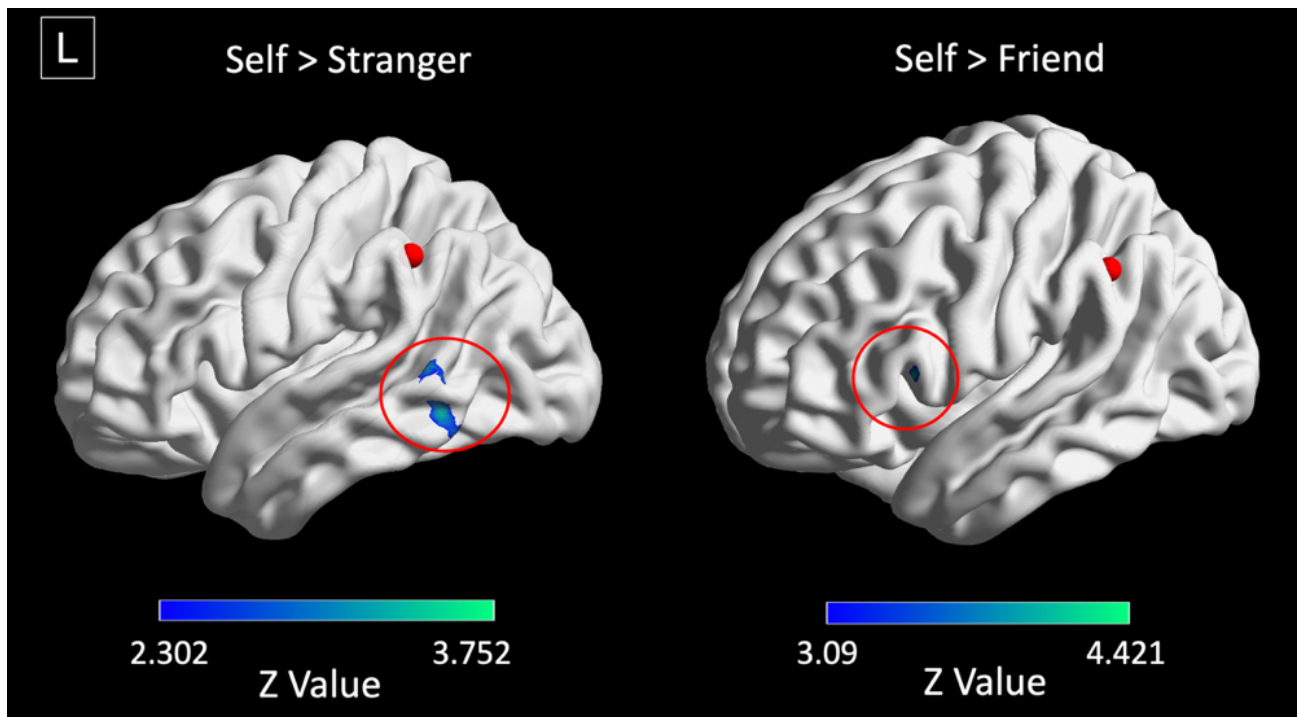 L
Self > Stranger
Self > Friend
2.302
3.752
Z Value
3.09
4.421
Z Value